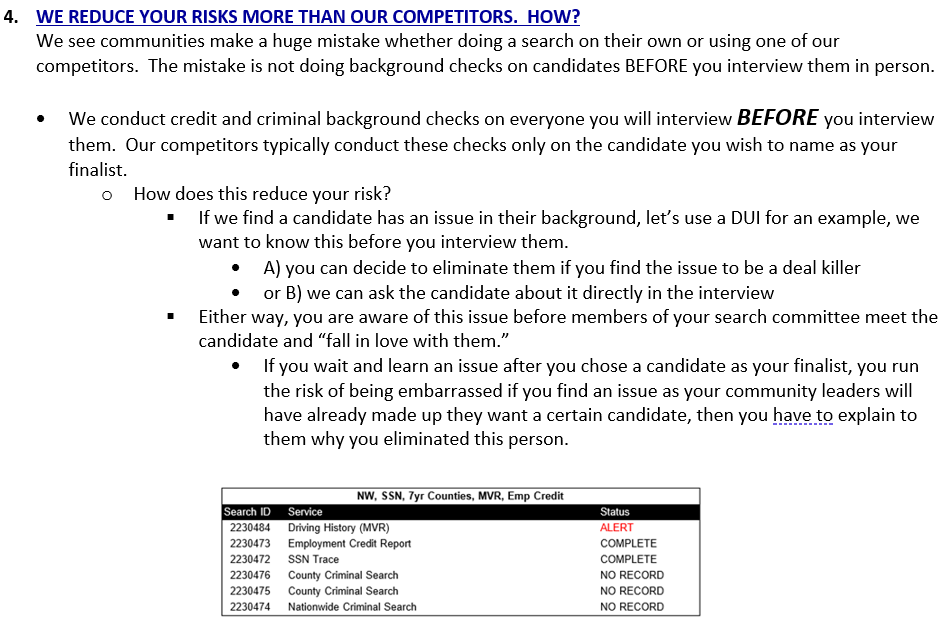 4. WE REDUCE YOUR RISKS MORE THAN OUR COMPETITORS. HOW?
We see communities make a huge mistake whether doing a search on their own or using one of our
competitors. The mistake is not doing background checks on candidates BEFORE you interview them in person.
• We conduct credit and criminal background checks on everyone you will interview BEFORE you interview
them. Our competitors typically conduct these checks only on the candidate you wish to name as your
finalist.
o How does this reduce your risk?
▪ If we find a candidate has an issue in their background, let's use a DUI for an example, we
want to know this before you interview them.
• A) you can decide to eliminate them if you find the issue to be a deal killer
• or B) we can ask the candidate about it directly in the interview
▪ Either way, you are aware of this issue before members of your search committee meet the
candidate and “fall in love with them.”
• If you wait and learn an issue after you chose a candidate as your finalist, you run
the risk of being embarrassed if you find an issue as your community leaders will
have already made up they want a certain candidate, then you have to explain to
them why you eliminated this person.
NW, SSN, 7yr Counties, MVR, Emp Credit
Search ID Service Status
2230484 Driving History (MVR) ALERT
2230473 Employment Credit Report COMPLETE
2230472 SSN Trace COMPLETE
2230476 County Criminal Search NO RECORD
2230475 County Criminal Search NO RECORD
2230474 Nationwide Criminal Search NO RECORD